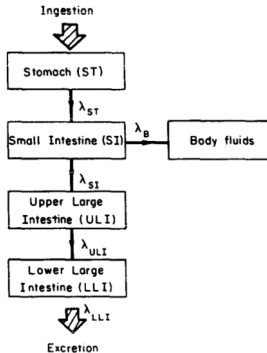 Ingestion
Stomach (ST)
λST
Small Intestine (SI)
λB
Body fluids
λSI
Upper Large
Intestine (ULI)
λULI
Lower Large
Intestine (LLI)
λLLI
Excretion